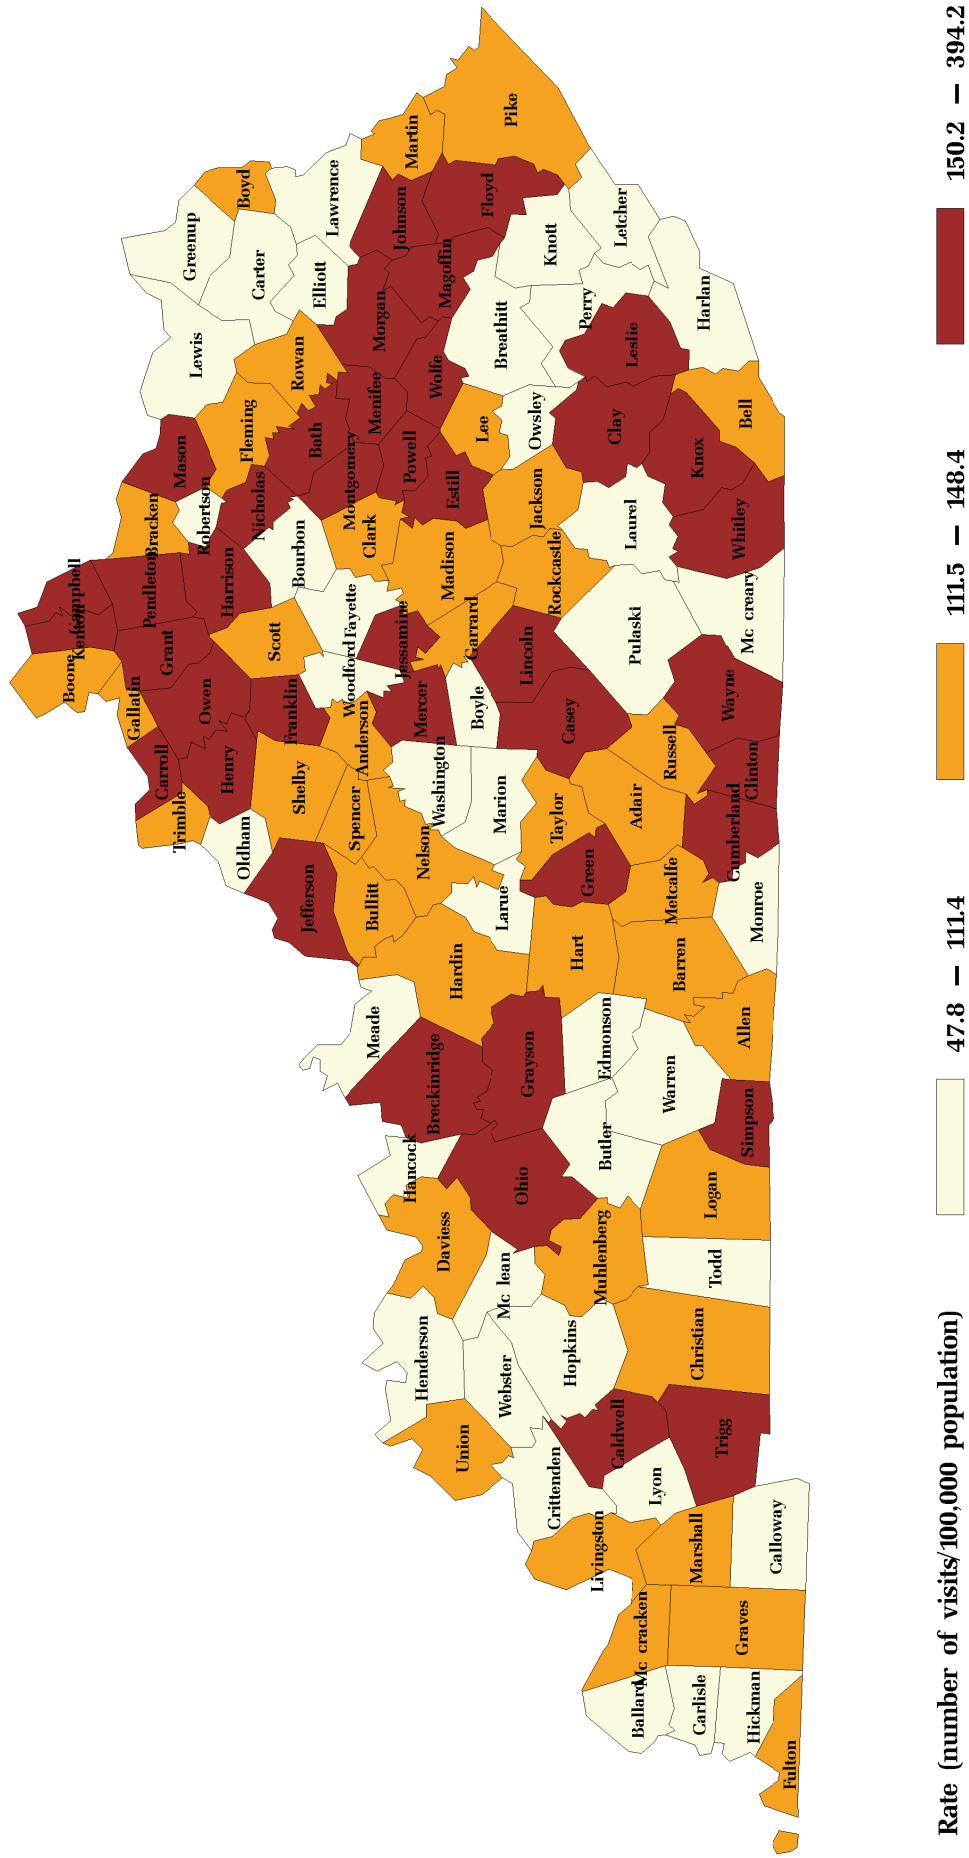 Pike
Martin
Boyd
Lawrence
Johnson
Floyd
Letcher
Greenup
Carter
Elliott
Magoffin
Knott
Harlan
Lewis
Morgan
Breathitt
Perry
Leslie
Rowan
Menifee
Wolfe
Mason
Fleming
Bath
Powell
Lee
Owsley
Clay
Knox
Bell
Bracken
Robertson
Nicholas
Montgomery
Estill
Jackson
Laurel
Whitley
Campbell
Kenton
Boone
Pendleton
Harrison
Bourbon
Clark
Madison
Rockcastle
Grant
Scott
Fayette
Jessamine
Garrard
Lincoln
Pulaski
Mc creary
Gallatin
Owen
Franklin
Woodford
Anderson
Mercer
Boyle
Casey
Wayne
Carroll
Henry
Shelby
Spencer
Washington
Marion
Taylor
Adair
Russell
Clinton
Cumberland
Trimble
Oldham
Jefferson
Bullitt
Nelson
Larue
Green
Metcalfe
Monroe
Hardin
Hart
Barren
Allen
Meade
Breckinridge
Grayson
Edmonson
Warren
Simpson
Hancock
Ohio
Butler
Logan
Daviess
Mc lean
Muhlenberg
Todd
Henderson
Webster
Hopkins
Christian
Union
Crittenden
Caldwell
Trigg
Lyon
Livingston
Marshall
Calloway
Mc cracken
Graves
Ballard
Carlisle
Hickman
Fulton
Rate (number of visits/100,000 population) 47.8 – 111.4 111.5 – 148.4 150.2 – 394.2